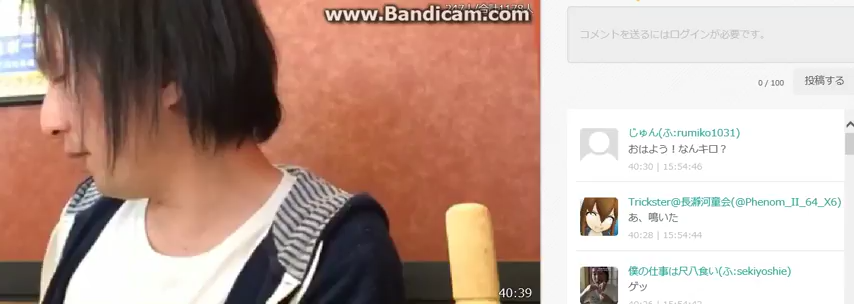 www.Bandicam.com
コメントを送るにはログインが必要です。
0 / 100
投稿する
じゅん(ふ:rumiko1031)
おはよう！なんキロ？
40:30 | 15:54:46
Trickster@長瀞河童会(@Phenom_II_64_X6)
あ、鳴いた
40:28 | 15:54:44
僕の仕事は尺八食い(ふ:sekiyoshie)
ゲッ
40:39